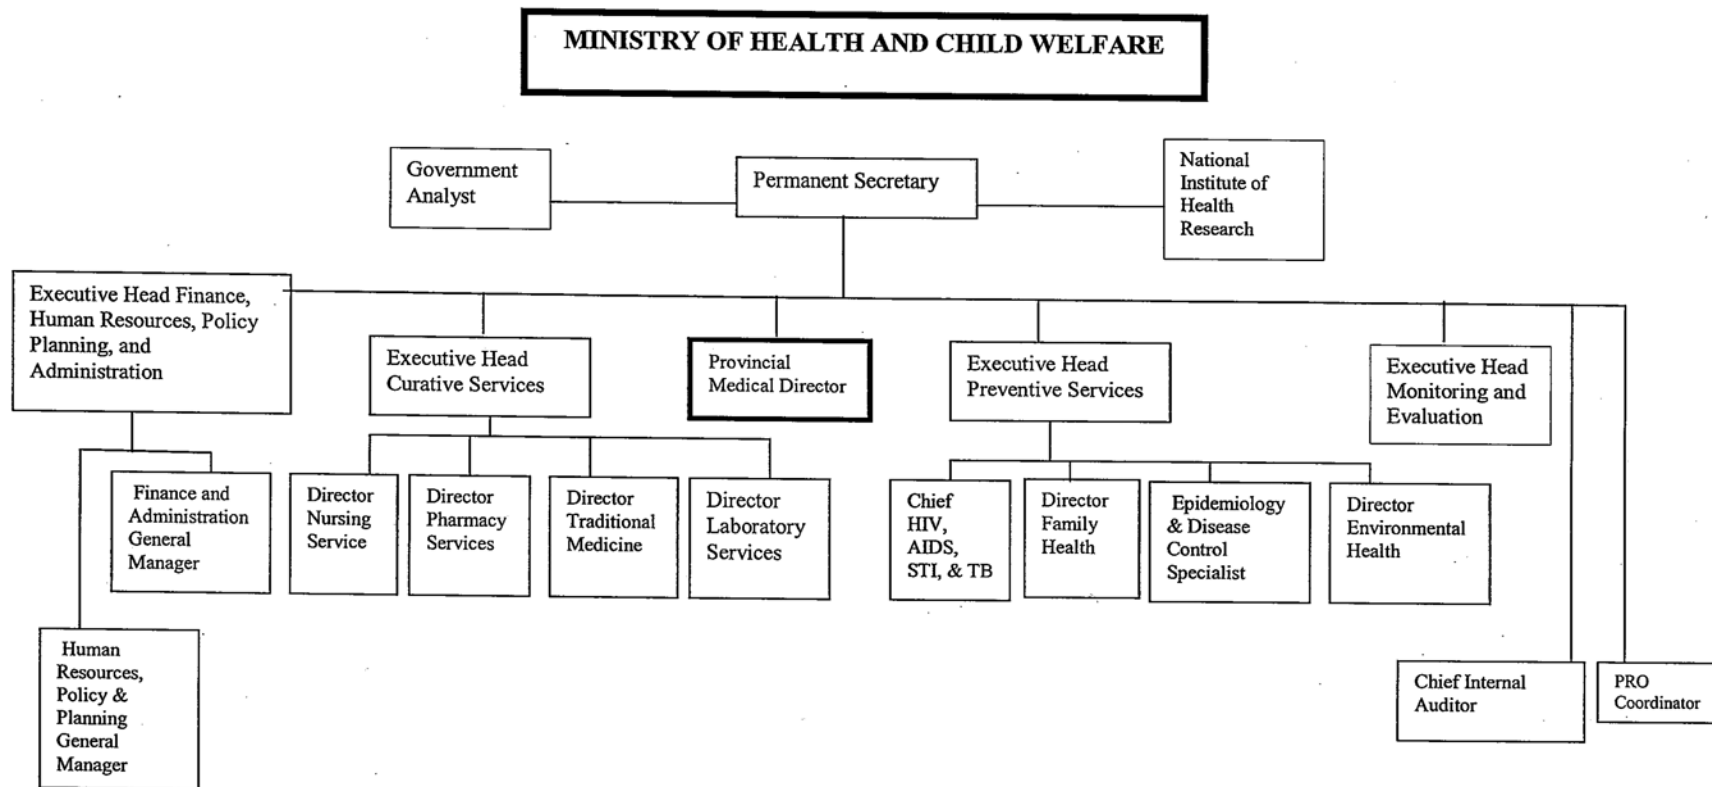 MINISTRY OF HEALTH AND CHILD WELFARE
Government
Analyst
Permanent Secretary
National
Institute of
Health
Research
Executive Head Finance,
Human Resources, Policy
Planning, and
Administration
Executive Head
Curative Services
Provincial
Medical Director
Executive Head
Preventive Services
Executive Head
Monitoring and
Evaluation
Finance and
Administration
General
Manager
Director
Nursing
Service
Director
Pharmacy
Services
Director
Traditional
Medicine
Director
Laboratory
Services
Chief
HIV,
AIDS,
STI, & TB
Director
Family
Health
Epidemiology
& Disease
Control
Specialist
Director
Environmental
Health
Human
Resources,
Policy &
Planning
General
Manager
Chief Internal
Auditor
PRO
Coordinator